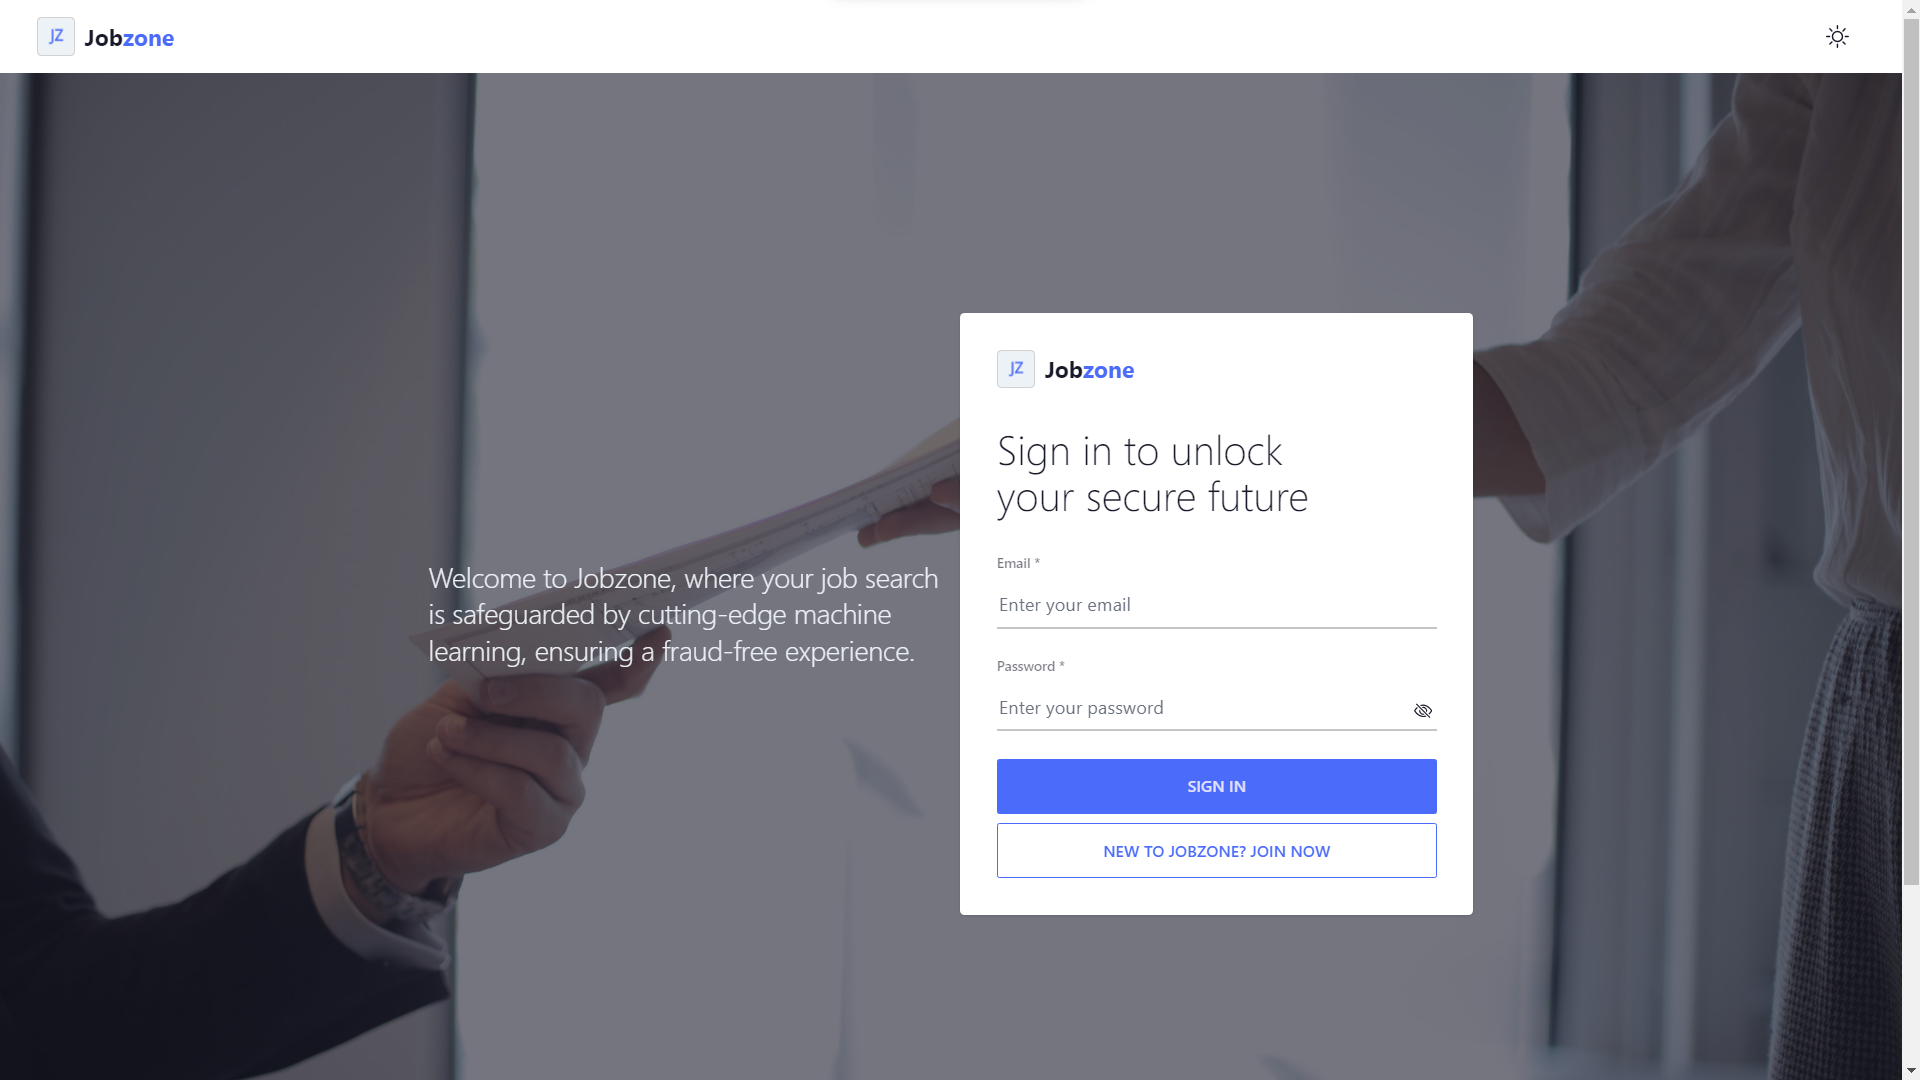 JZ Jobzone
JZ Jobzone
Sign in to unlock
your secure future
Welcome to Jobzone, where your job search
is safeguarded by cutting-edge machine
learning, ensuring a fraud-free experience.
Email *
Enter your email
Password *
Enter your password
SIGN IN
NEW TO JOBZONE? JOIN NOW